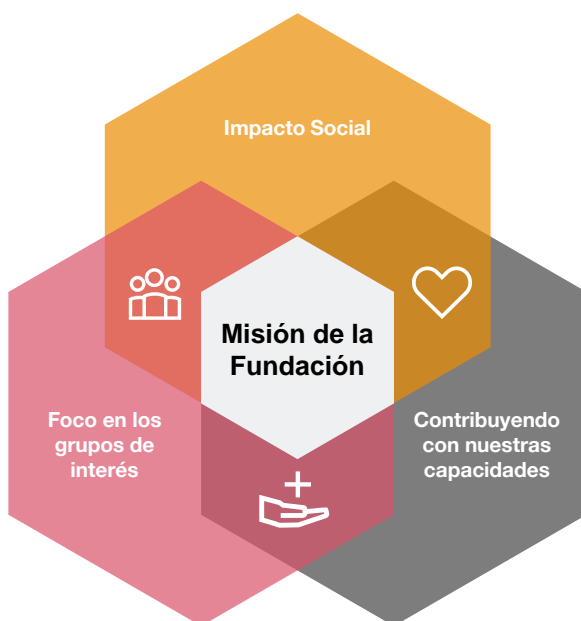 Impacto Social
Misión de la
Fundación
Foco en los
grupos de
interés
Contribuyendo
con nuestras
capacidades